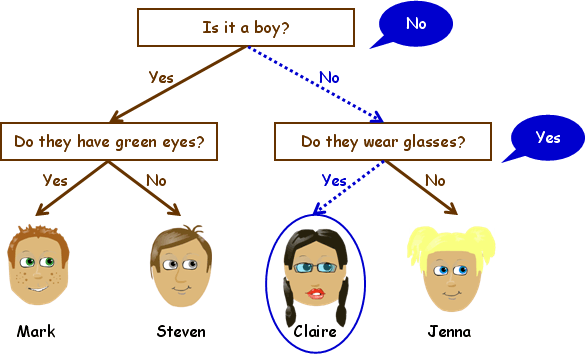 Is it a boy?
No
Yes
No
Do they have green eyes?
Do they wear glasses?
Yes
Yes
No
Yes
No
Mark
Steven
Claire
Jenna